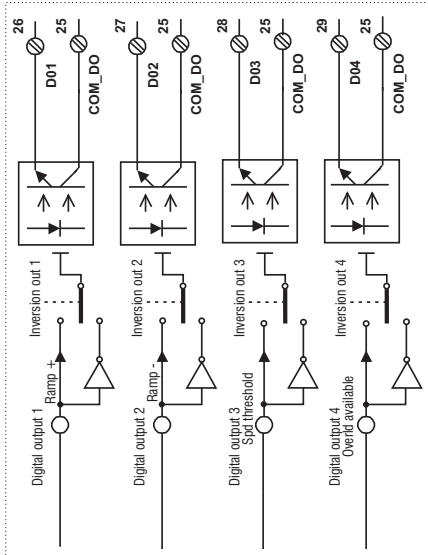 26
25
D01
COM_DO
Inversion out 1
Ramp +
Digital output 1
27
25
D02
COM_DO
Inversion out 2
Ramp -
Digital output 2
28
25
D03
COM_DO
Inversion out 3
Digital output 3
Spd threshold
29
25
D04
COM_DO
Inversion out 4
Digital output 4
Overld available